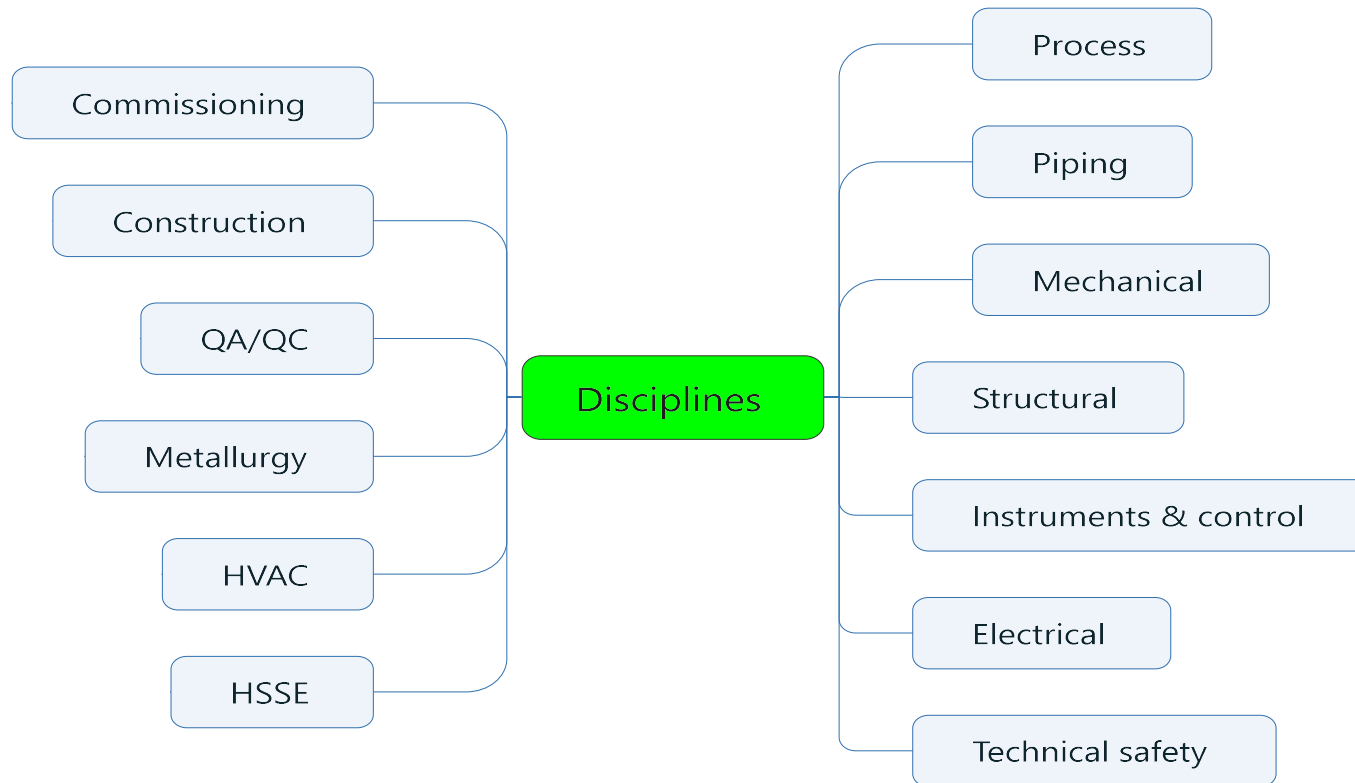 Process
Commissioning
Piping
Construction
Mechanical
QA/QC
Disciplines
Structural
Metallurgy
Instruments & control
HVAC
Electrical
HSSE
Technical safety